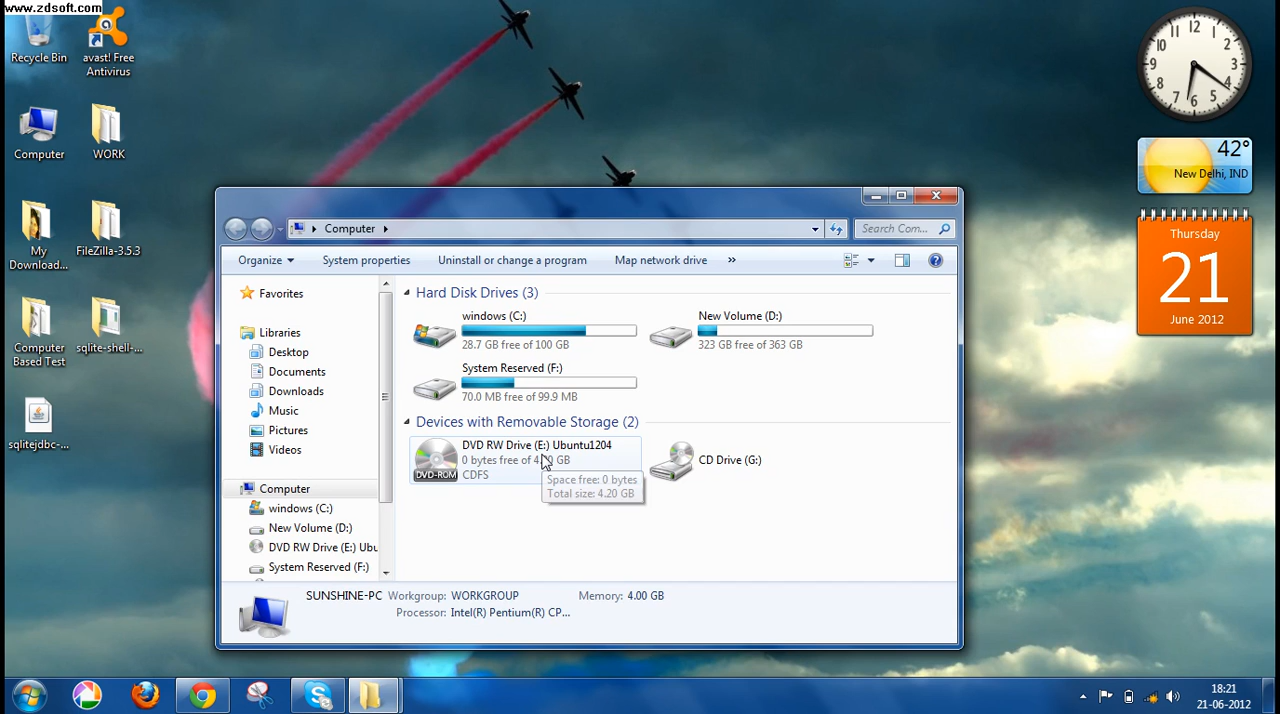 www.zdsoft.com
Recycle Bin
avast! Free
Antivirus
Computer
WORK
My
Download...
FileZilla-3.5.3
Computer
Based Test
sqlite-shell-...
sqlitejdbc-...
12
11
1
10
2
9
3
8
4
7
5
6
42°
New Delhi, IND
Thursday
21
June 2012
Computer
Search Com...
Organize
System properties
Uninstall or change a program
Map network drive
»
Favorites
Libraries
Desktop
Documents
Downloads
Music
Pictures
Videos
Computer
windows (C:)
New Volume (D:)
DVD RW Drive (E:) Ubu
System Reserved (F:)
Hard Disk Drives (3)
windows (C:)
28.7 GB free of 100 GB
New Volume (D:)
323 GB free of 363 GB
System Reserved (F:)
70.0 MB free of 99.9 MB
Devices with Removable Storage (2)
DVD RW Drive (E:) Ubuntu1204
0 bytes free of 4.20 GB
CDFS
DVD-ROM
CD Drive (G:)
Space free: 0 bytes
Total size: 4.20 GB
SUNSHINE-PC
Workgroup: WORKGROUP
Memory: 4.00 GB
Processor: Intel(R) Pentium(R) CP...
18:21
21-06-2012